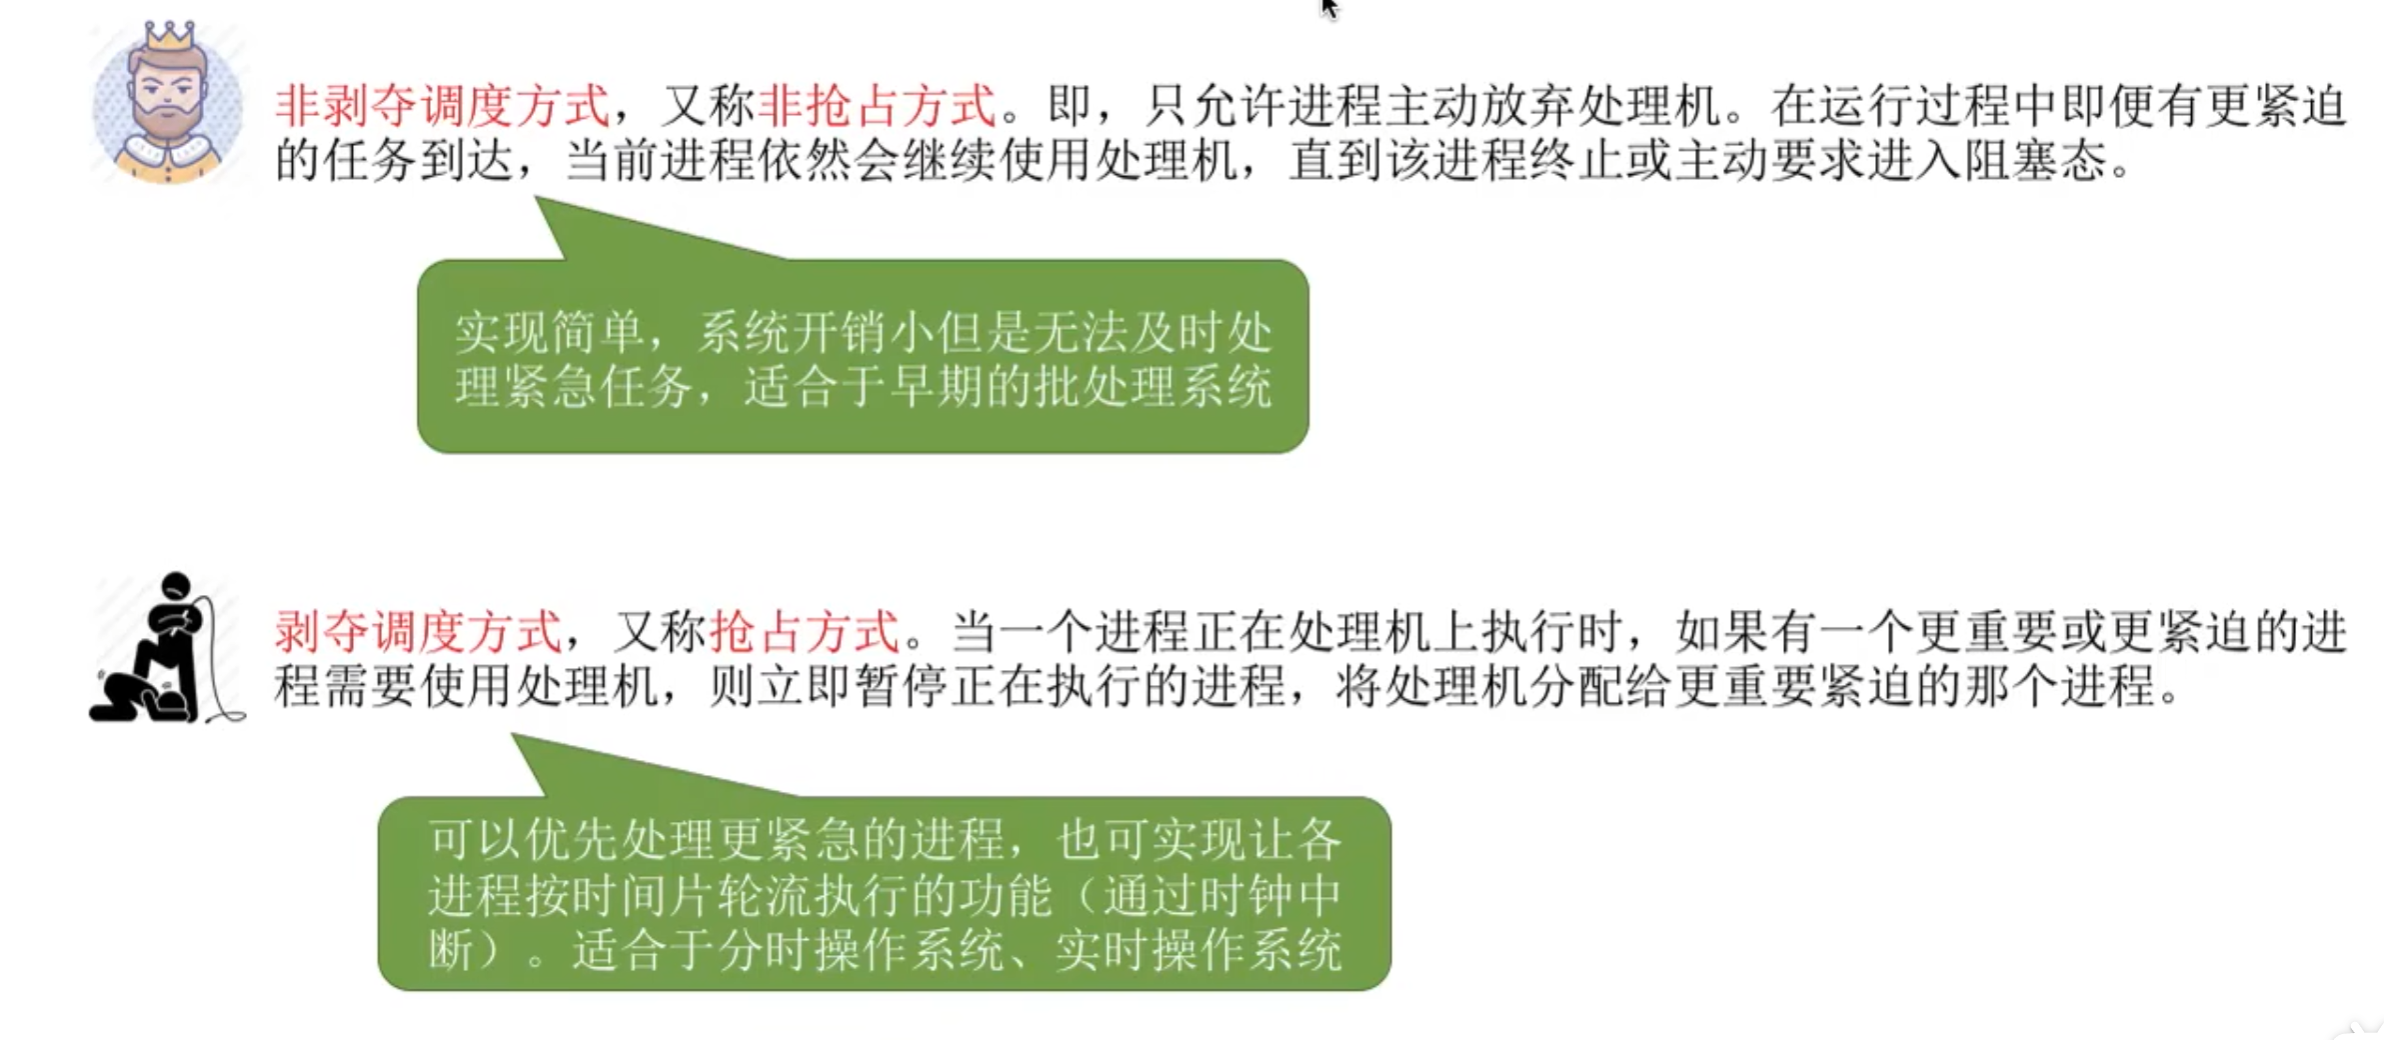 非剥夺调度方式，又称非抢占方式。即，只允许进程主动放弃处理机。在运行过程中即便有更紧迫
的任务到达，当前进程依然会继续使用处理机，直到该进程终止或主动要求进入阻塞态。
实现简单，系统开销小但是无法及时处
理紧急任务，适合于早期的批处理系统
剥夺调度方式，又称抢占方式。当一个进程正在处理机上执行时，如果有一个更重要或更紧迫的进
程需要使用处理机，则立即暂停正在执行的进程，将处理机分配给更重要紧迫的那个进程。
可以优先处理更紧急的进程，也可实现让各
进程按时间片轮流执行的功能（通过时钟中
断）。适合于分时操作系统、实时操作系统